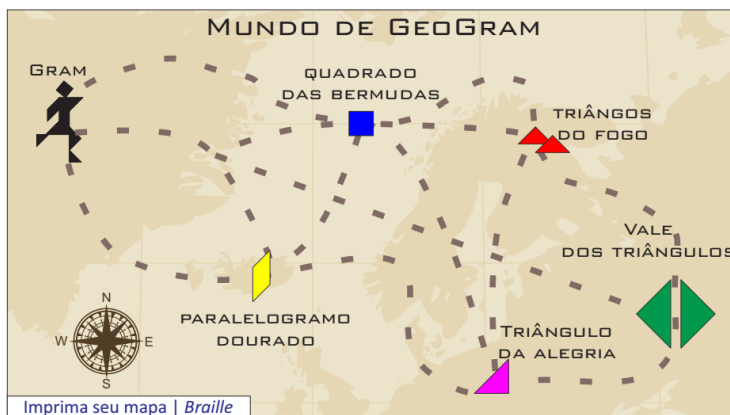 MUNDO DE GEOGRAM
GRAM
QUADRADO
DAS BERMUDAS
TRIÂNGOS
DO FOGO
VALE
DOS TRIÂNGULOS
PARALELOGRAMO
DOURADO
TRIÂNGULO
DA ALEGRIA
N
W E
S
Imprima seu mapa | Braille